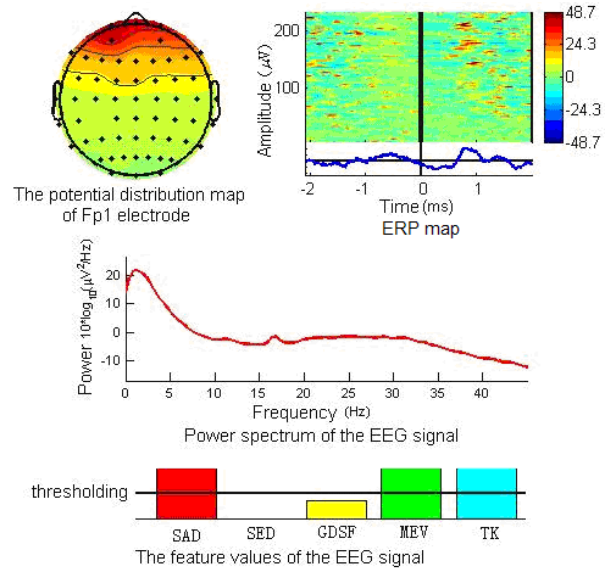 The potential distribution map
of Fp1 electrode
Amplitude (μV)
200
100
48.7
24.3
0
-24.3
-48.7
-2 -1 0 1
Time (ms)
ERP map
Power 10*log10(μV²/Hz)
20
10
0
-10
0 5 10 15 20 25 30 35 40
Frequency (Hz)
Power spectrum of the EEG signal
thresholding
SAD SED GDSF MEV TK
The feature values of the EEG signal